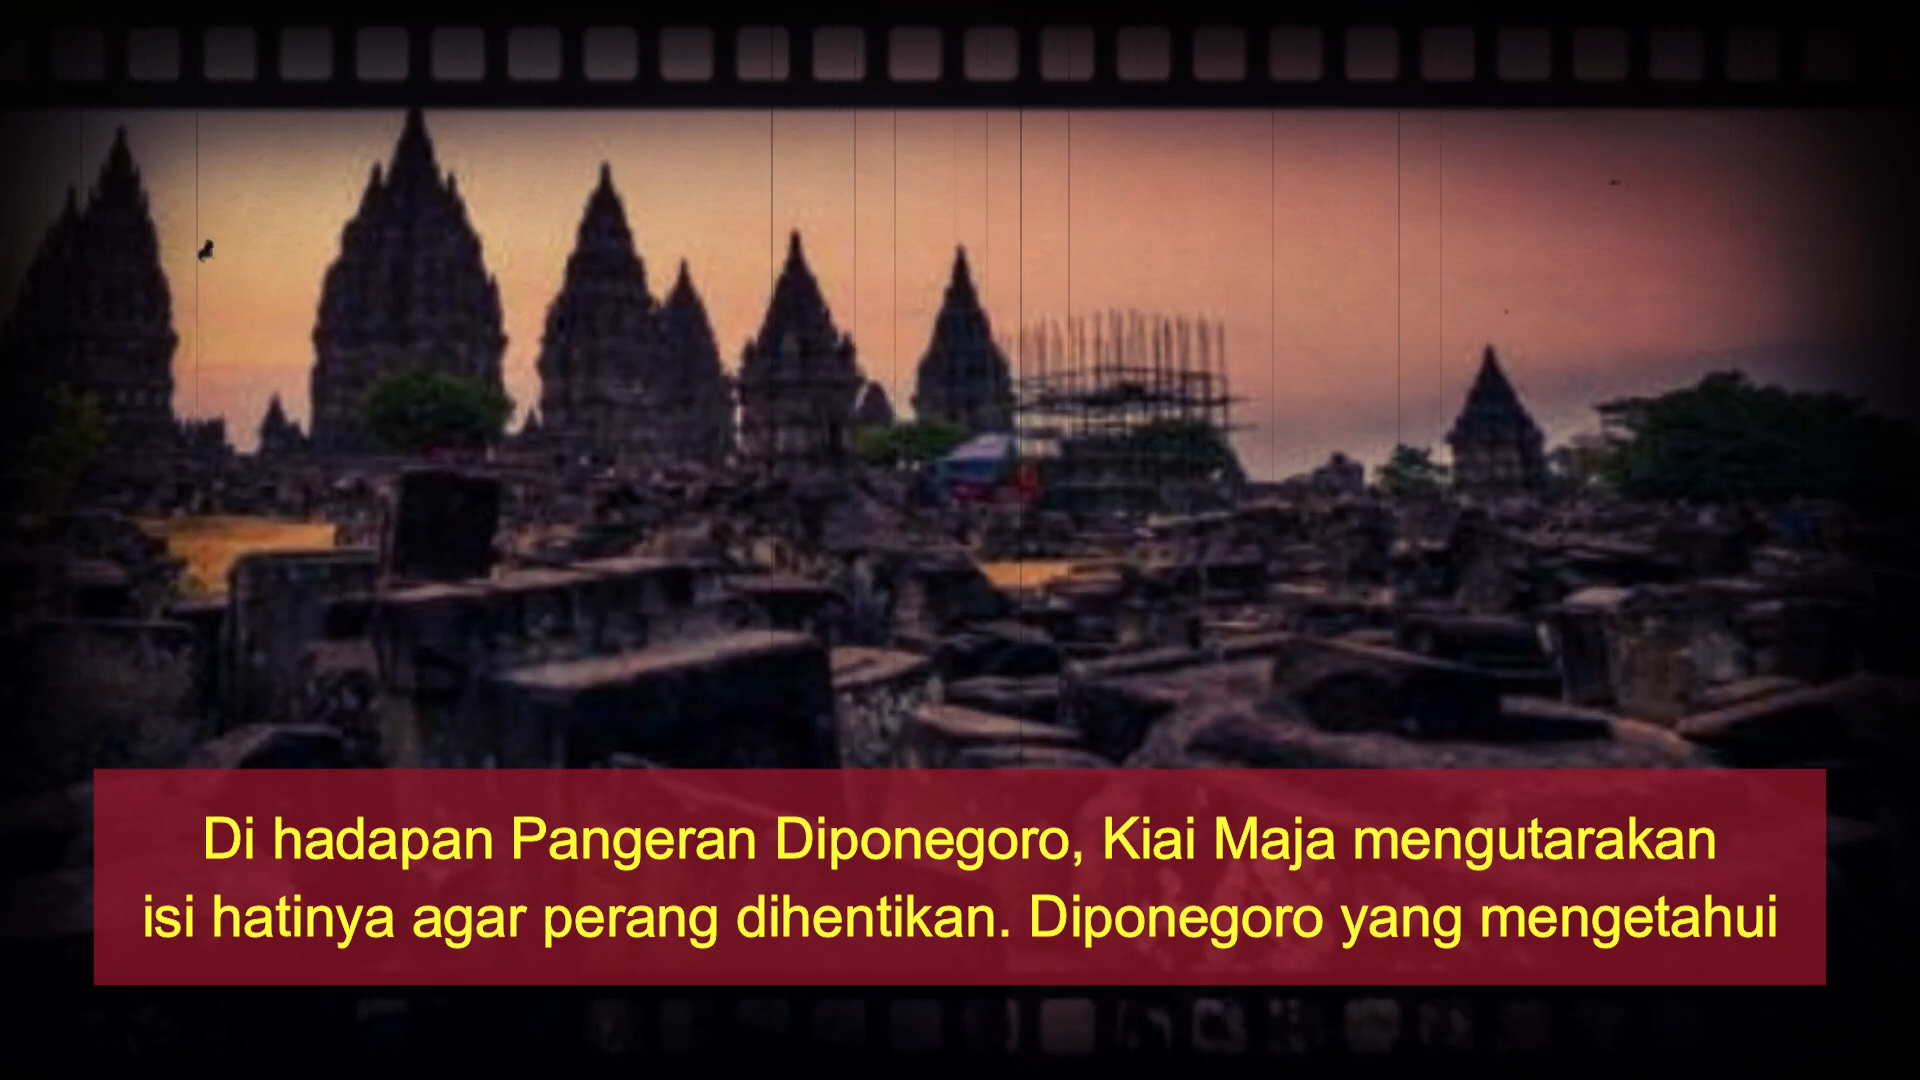 Di hadapan Pangeran Diponegoro, Kiai Maja mengutarakan
isi hatinya agar perang dihentikan. Diponegoro yang mengetahui